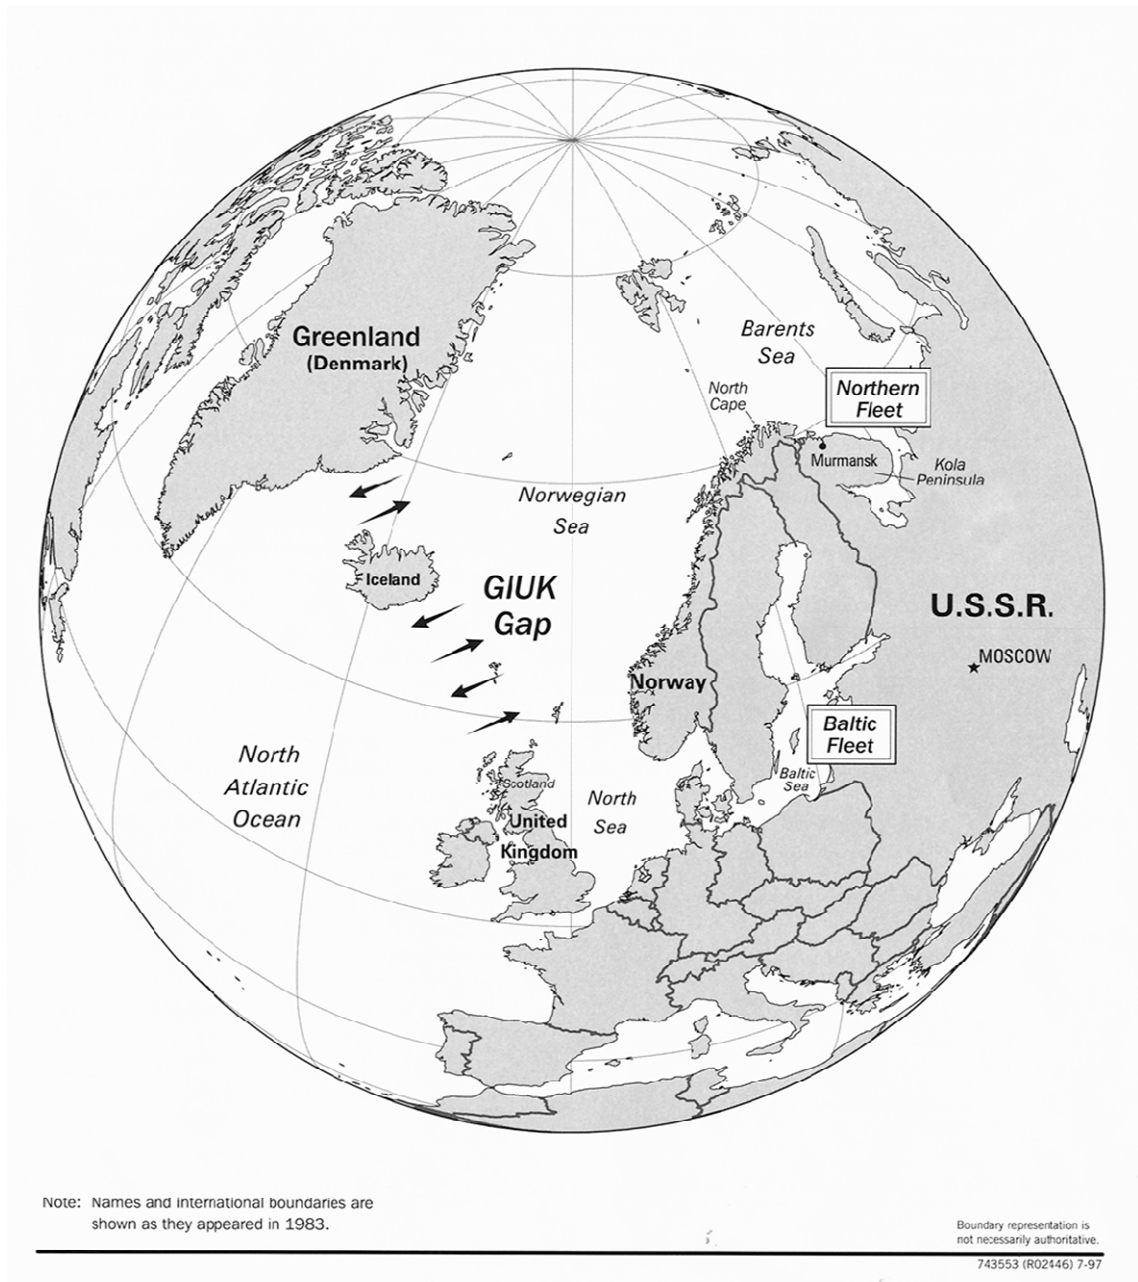 Greenland
(Denmark)
Barents
Sea
North
Cape
Northern
Fleet
Murmansk
Kola
Peninsula
Norwegian
Sea
Iceland
GIUK
Gap
U.S.S.R.
MOSCOW
Norway
Baltic
Fleet
Baltic
Sea
North
Atlantic
Ocean
Scotland
North
Sea
United
Kingdom
Note: Names and international boundaries are
shown as they appeared in 1983.
Boundary representation is
not necessarily authoritative.
743553 (R02446) 7-97